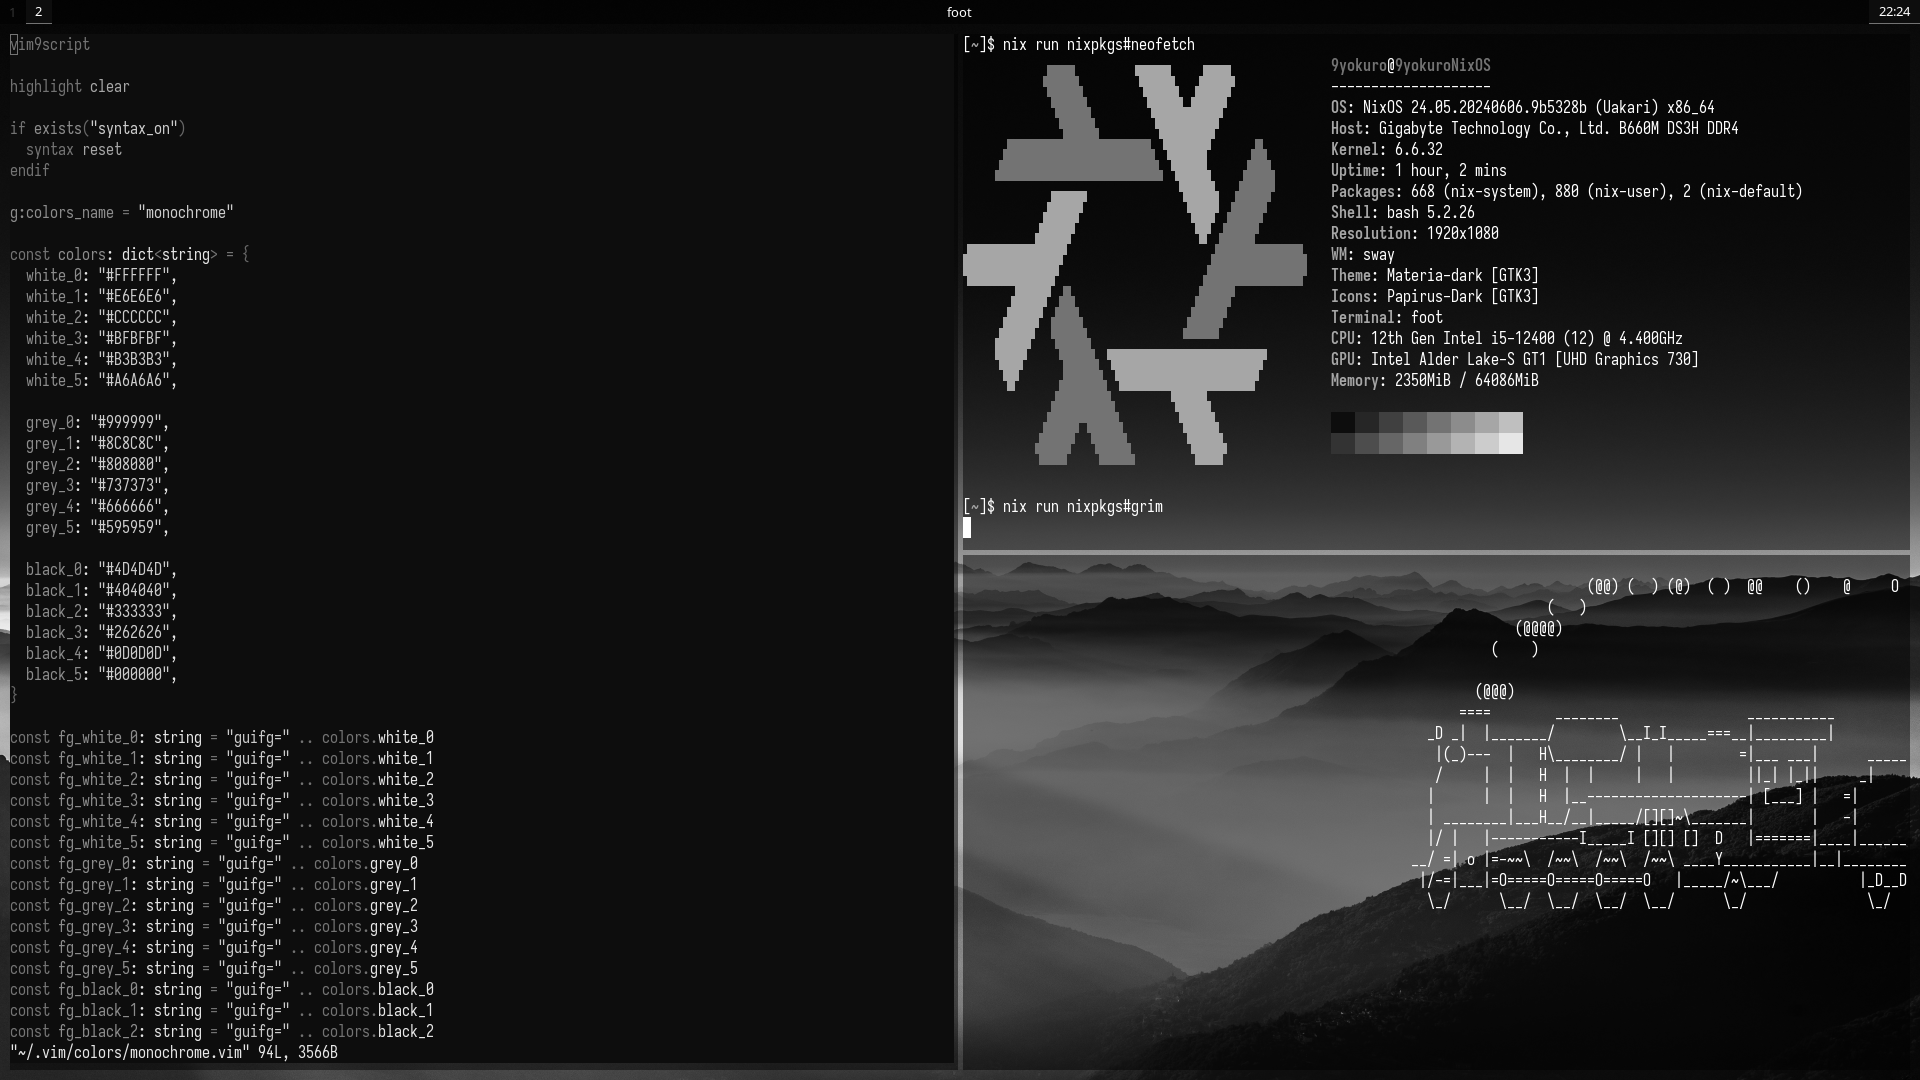 1 2 foot 22:24
vim9script

highlight clear

if exists("syntax_on")
  syntax reset
endif

g:colors_name = "monochrome"

const colors: dict<string> = {
  white_0: "#FFFFFF",
  white_1: "#E6E6E6",
  white_2: "#CCCCCC",
  white_3: "#BFBFBF",
  white_4: "#B3B3B3",
  white_5: "#A6A6A6",

  grey_0: "#999999",
  grey_1: "#8C8C8C",
  grey_2: "#808080",
  grey_3: "#737373",
  grey_4: "#666666",
  grey_5: "#595959",

  black_0: "#4D4D4D",
  black_1: "#404040",
  black_2: "#333333",
  black_3: "#262626",
  black_4: "#0D0D0D",
  black_5: "#000000",
}

const fg_white_0: string = "guifg=" .. colors.white_0
const fg_white_1: string = "guifg=" .. colors.white_1
const fg_white_2: string = "guifg=" .. colors.white_2
const fg_white_3: string = "guifg=" .. colors.white_3
const fg_white_4: string = "guifg=" .. colors.white_4
const fg_white_5: string = "guifg=" .. colors.white_5
const fg_grey_0: string = "guifg=" .. colors.grey_0
const fg_grey_1: string = "guifg=" .. colors.grey_1
const fg_grey_2: string = "guifg=" .. colors.grey_2
const fg_grey_3: string = "guifg=" .. colors.grey_3
const fg_grey_4: string = "guifg=" .. colors.grey_4
const fg_grey_5: string = "guifg=" .. colors.grey_5
const fg_black_0: string = "guifg=" .. colors.black_0
const fg_black_1: string = "guifg=" .. colors.black_1
const fg_black_2: string = "guifg=" .. colors.black_2
"~/.vim/colors/monochrome.vim" 94L, 3566B
[~]$ nix run nixpkgs#neofetch
9yokuro@9yokuroNixOS
--------------------
OS: NixOS 24.05.20240606.9b5328b (Uakari) x86_64
Host: Gigabyte Technology Co., Ltd. B660M DS3H DDR4
Kernel: 6.6.32
Uptime: 1 hour, 2 mins
Packages: 668 (nix-system), 880 (nix-user), 2 (nix-default)
Shell: bash 5.2.26
Resolution: 1920x1080
WM: sway
Theme: Materia-dark [GTK3]
Icons: Papirus-Dark [GTK3]
Terminal: foot
CPU: 12th Gen Intel i5-12400 (12) @ 4.400GHz
GPU: Intel Alder Lake-S GT1 [UHD Graphics 730]
Memory: 2350MiB / 64086MiB
[~]$ nix run nixpkgs#grim